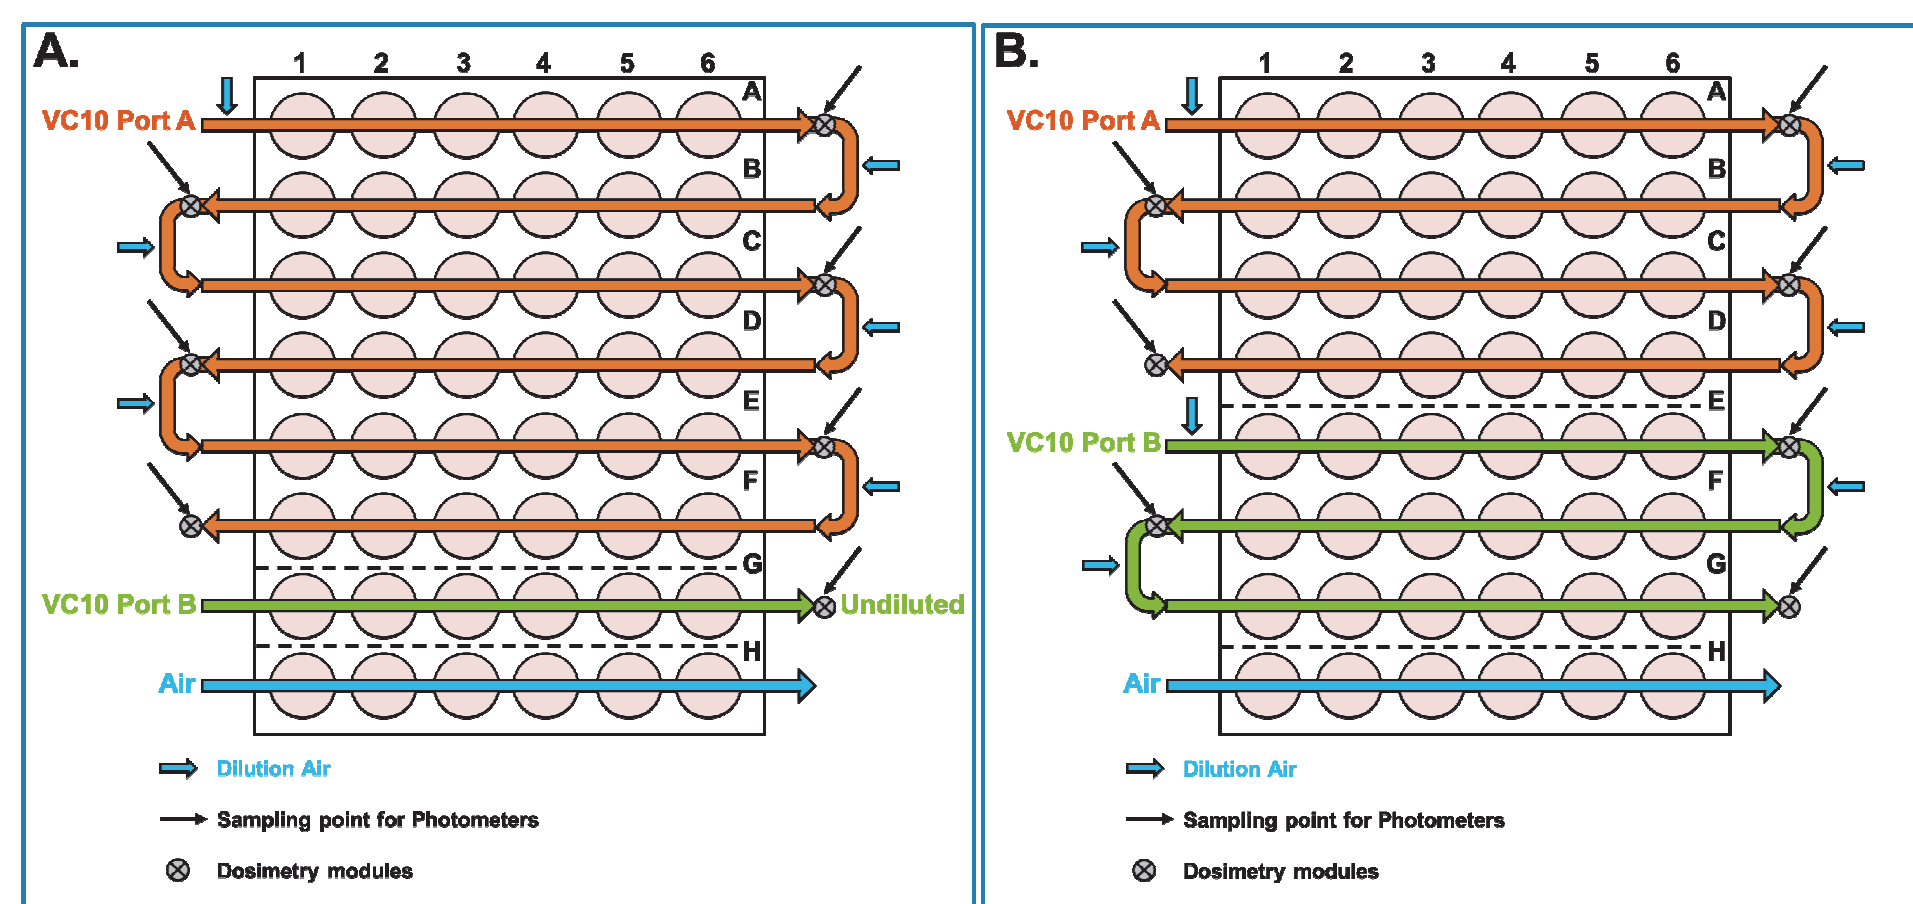 A.
1 2 3 4 5 6
A
VC10 Port A
B
C
D
E
F
G
VC10 Port B
Undiluted
H
Air
Dilution Air
Sampling point for Photometers
Dosimetry modules
B.
1 2 3 4 5 6
A
VC10 Port A
B
C
D
E
VC10 Port B
F
G
H
Air
Dilution Air
Sampling point for Photometers
Dosimetry modules